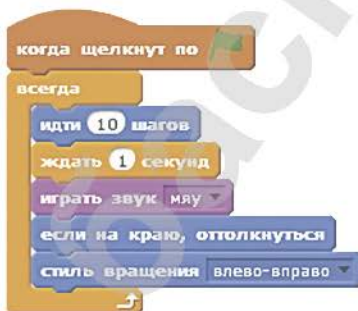 когда щелкнут по
всегда
идти 10 шагов
ждать 1 секунд
играть звук мяу
если на краю, оттолкнуться
стиль вращения влево-вправо